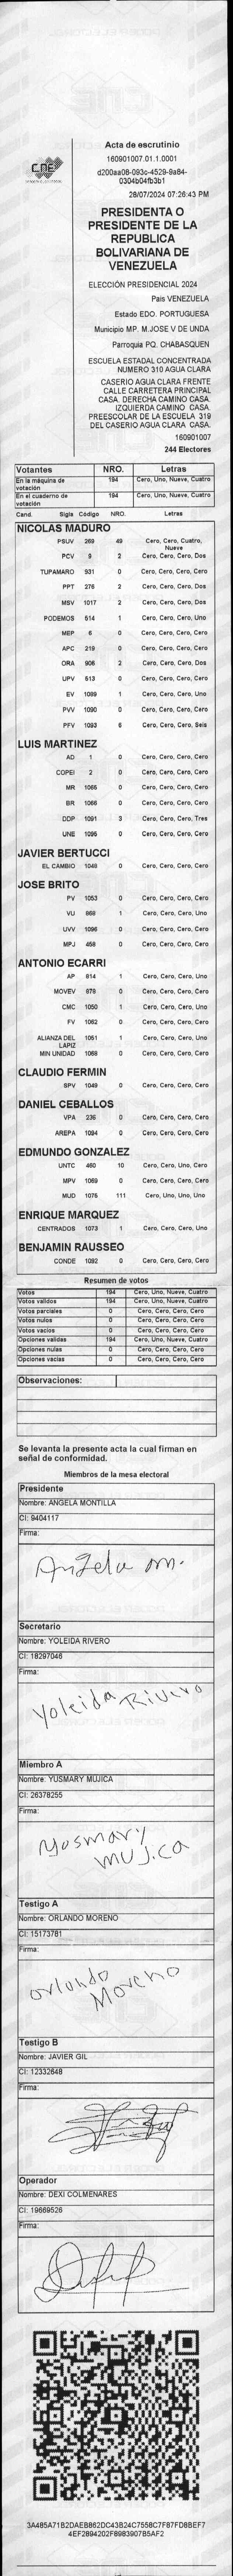 CNE
Acta de escrutinio
160901007.01.1.0001
d200aa08-093c-4529-9a84-
0304b04fb3b1
28/07/2024 07:26:43 PM
PRESIDENTA O
PRESIDENTE DE LA
REPUBLICA
BOLIVARIANA DE
VENEZUELA
ELECCIÓN PRESIDENCIAL 2024
Pais VENEZUELA
Estado EDO. PORTUGUESA
Municipio MP. M.JOSE V DE UNDA
Parroquia PQ. CHABASQUEN
ESCUELA ESTADAL CONCENTRADA
NUMERO 310 AGUA CLARA
CASERIO AGUA CLARA FRENTE
CALLE CARRETERA PRINCIPAL
CASA. DERECHA CAMINO CASA.
IZQUIERDA CAMINO CASA.
PREESCOLAR DE LA ESCUELA 319
DEL CASERIO AGUA CLARA CASA.
160901007
244 Electores
Votantes NRO. Letras
En la máquina de votación 194 Cero, Uno, Nueve, Cuatro
En el cuaderno de votación 194 Cero, Uno, Nueve, Cuatro
Cand. Sigla Código NRO. Letras
NICOLAS MADURO
PSUV 269 49 Cero, Cero, Cuatro, Nueve
PCV 9 2 Cero, Cero, Cero, Dos
TUPAMARO 931 0 Cero, Cero, Cero, Cero
PPT 276 2 Cero, Cero, Cero, Dos
MSV 1017 2 Cero, Cero, Cero, Dos
PODEMOS 514 1 Cero, Cero, Cero, Uno
MEP 6 0 Cero, Cero, Cero, Cero
APC 219 0 Cero, Cero, Cero, Cero
ORA 906 2 Cero, Cero, Cero, Dos
UPV 513 0 Cero, Cero, Cero, Cero
EV 1089 1 Cero, Cero, Cero, Uno
PVV 1090 0 Cero, Cero, Cero, Cero
PFV 1093 6 Cero, Cero, Cero, Seis
LUIS MARTINEZ
AD 1 0 Cero, Cero, Cero, Cero
COPEI 2 0 Cero, Cero, Cero, Cero
MR 1065 0 Cero, Cero, Cero, Cero
BR 1066 0 Cero, Cero, Cero, Cero
DDP 1091 3 Cero, Cero, Cero, Tres
UNE 1095 0 Cero, Cero, Cero, Cero
JAVIER BERTUCCI
EL CAMBIO 1048 0 Cero, Cero, Cero, Cero
JOSE BRITO
PV 1053 0 Cero, Cero, Cero, Cero
VU 968 1 Cero, Cero, Cero, Uno
UVV 1096 0 Cero, Cero, Cero, Cero
MPJ 458 0 Cero, Cero, Cero, Cero
ANTONIO ECARRI
AP 814 1 Cero, Cero, Cero, Uno
MOVEV 979 0 Cero, Cero, Cero, Cero
CMC 1050 1 Cero, Cero, Cero, Uno
FV 1062 0 Cero, Cero, Cero, Cero
ALIANZA DEL LAPIZ 1051 1 Cero, Cero, Cero, Uno
MIN UNIDAD 1068 0 Cero, Cero, Cero, Cero
CLAUDIO FERMIN
SPV 1049 0 Cero, Cero, Cero, Cero
DANIEL CEBALLOS
VPA 236 0 Cero, Cero, Cero, Cero
AREPA 1094 0 Cero, Cero, Cero, Cero
EDMUNDO GONZALEZ
UNTC 460 10 Cero, Cero, Uno, Cero
MPV 1069 0 Cero, Cero, Cero, Cero
MUD 1076 111 Cero, Uno, Uno, Uno
ENRIQUE MARQUEZ
CENTRADOS 1073 1 Cero, Cero, Cero, Uno
BENJAMIN RAUSSEO
CONDE 1092 0 Cero, Cero, Cero, Cero
Resumen de votos
Votos 194 Cero, Uno, Nueve, Cuatro
Votos validos 194 Cero, Uno, Nueve, Cuatro
Votos parciales 0 Cero, Cero, Cero, Cero
Votos nulos 0 Cero, Cero, Cero, Cero
Votos vacios 0 Cero, Cero, Cero, Cero
Opciones validas 194 Cero, Uno, Nueve, Cuatro
Opciones nulas 0 Cero, Cero, Cero, Cero
Opciones vacias 0 Cero, Cero, Cero, Cero
Observaciones:
Se levanta la presente acta la cual firman en
señal de conformidad.
Miembros de la mesa electoral
Presidente
Nombre: ANGELA MONTILLA
CI: 9404117
Firma:
Angela m.
Secretario
Nombre: YOLEIDA RIVERO
CI: 18297046
Firma:
Yoleida Rivero
Miembro A
Nombre: YUSMARY MUJICA
CI: 26378255
Firma:
Yosmary
MUJica
Testigo A
Nombre: ORLANDO MORENO
CI: 15173781
Firma:
orlando
Moreno
Testigo B
Nombre: JAVIER GIL
CI: 12332648
Firma:
Operador
Nombre: DEXI COLMENARES
CI: 19669526
Firma:
3A485A71B2DAEB862DC43B24C7558C7F87FD8BEF7
4EF2894202F8983907B5AF2